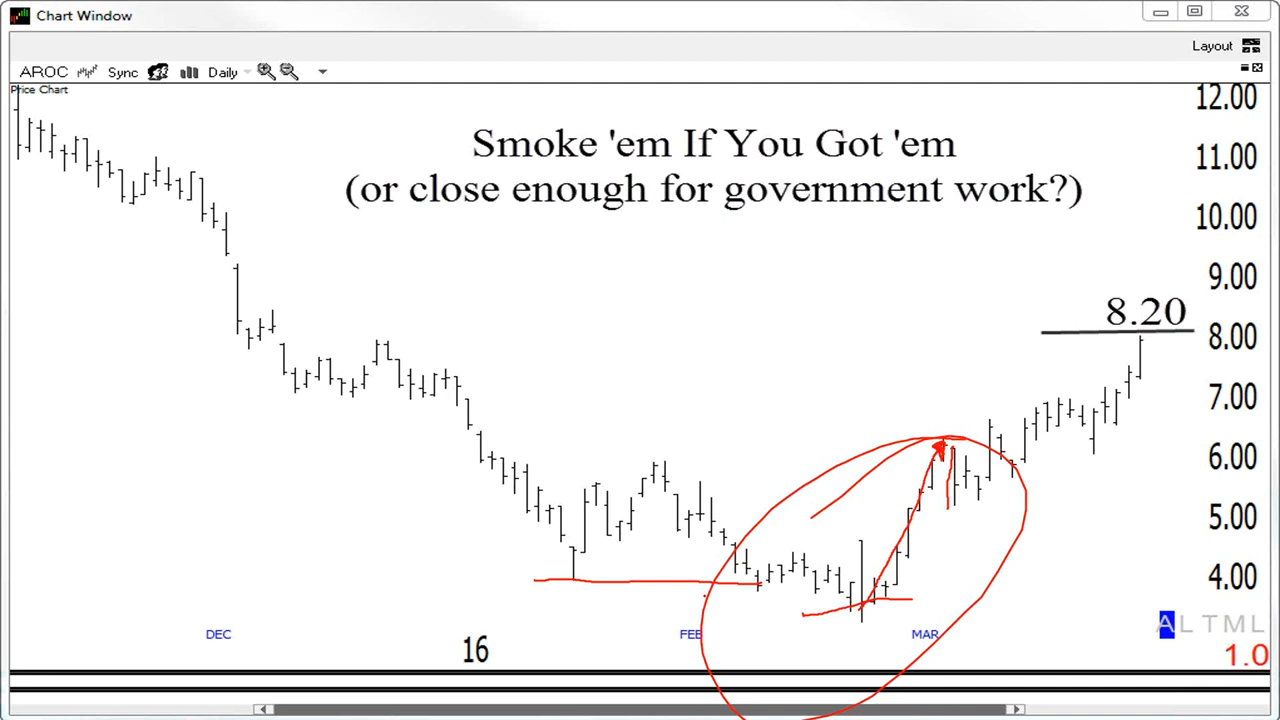 Chart Window
Layout
AROC Sync Daily
Price Chart
12.00
Smoke 'em If You Got 'em
11.00
(or close enough for government work?)
10.00
9.00
8.20
8.00
7.00
6.00
5.00
4.00
A L T M L
DEC FEB MAR
16
1.0